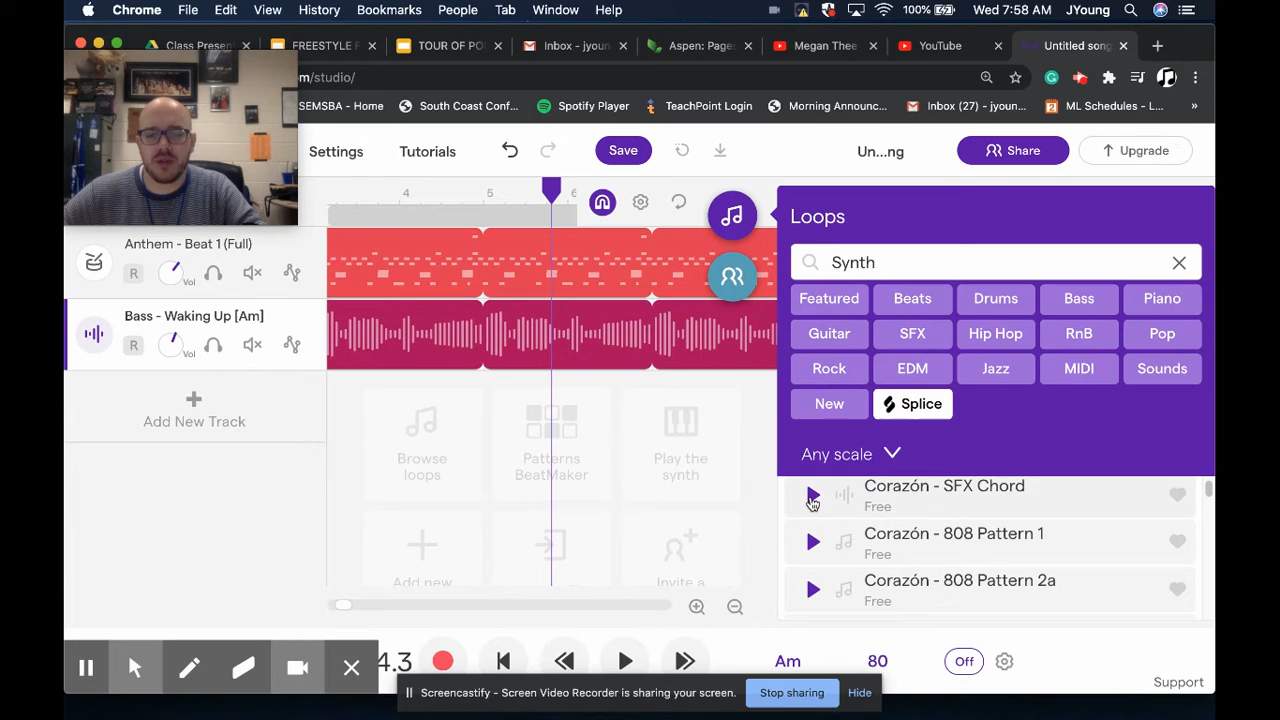 Chrome File Edit View History Bookmarks People Tab Window Help 100% Wed 7:58 AM JYoung
Class Presen FREESTYLE F TOUR OF PO Inbox - jyoun Aspen: Page Megan Thee YouTube Untitled song
om/studio/
SEMSBA - Home South Coast Conf... Spotify Player TeachPoint Login Morning Announc... Inbox (27) - jyoun... ML Schedules - L... »
Settings Tutorials Save Un...ng Share Upgrade
4 5 6
Loops
Anthem - Beat 1 (Full)
R Vol
Synth
Featured Beats Drums Bass Piano
Bass - Waking Up [Am]
R Vol
Guitar SFX Hip Hop RnB Pop
Rock EDM Jazz MIDI Sounds
New Splice
Add New Track
Any scale
Browse loops
Patterns BeatMaker
Play the synth
Corazón - SFX Chord
Free
Corazón - 808 Pattern 1
Free
Corazón - 808 Pattern 2a
Free
Add new
Invite a
4.3 Am 80 Off
Support
Screencastify - Screen Video Recorder is sharing your screen. Stop sharing Hide